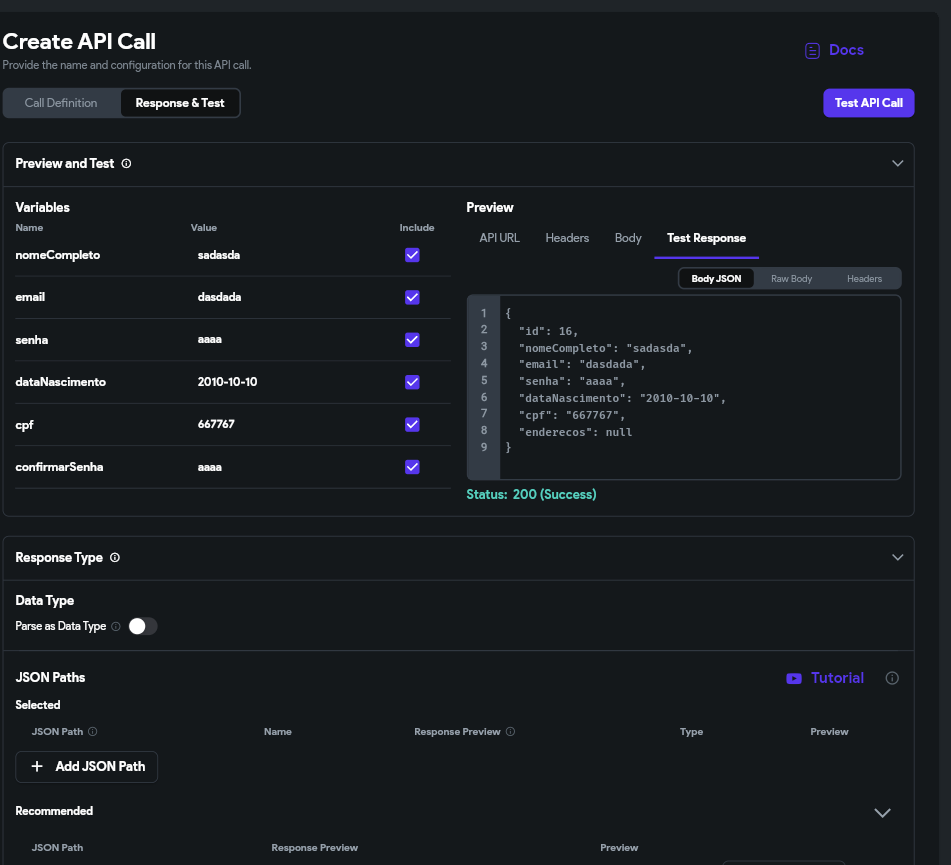 Create API Call
Provide the name and configuration for this API call.
Docs
Call Definition
Response & Test
Test API Call
Preview and Test
Variables
Name Value Include
nomeCompleto sadasda
email dasdada
senha aaaa
dataNascimento 2010-10-10
cpf 667767
confirmarSenha aaaa
Preview
API URL Headers Body Test Response
Body JSON Raw Body Headers
1 {
2 "id": 16,
3 "nomeCompleto": "sadasda",
4 "email": "dasdada",
5 "senha": "aaaa",
6 "dataNascimento": "2010-10-10",
7 "cpf": "667767",
8 "enderecos": null
9 }
Status: 200 (Success)
Response Type
Data Type
Parse as Data Type
JSON Paths
Tutorial
Selected
JSON Path Name Response Preview Type Preview
+ Add JSON Path
Recommended
JSON Path Response Preview Preview